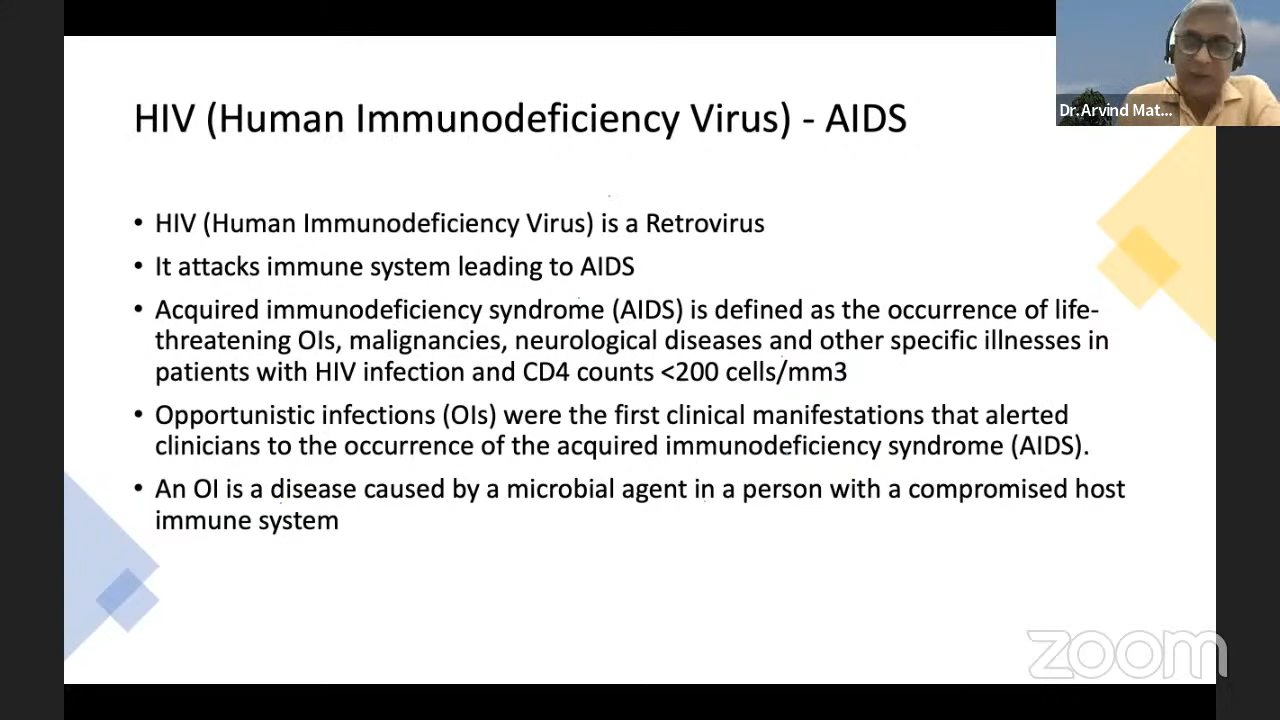 HIV (Human Immunodeficiency Virus) - AIDS
Dr.Arvind Mat...
• HIV (Human Immunodeficiency Virus) is a Retrovirus
• It attacks immune system leading to AIDS
• Acquired immunodeficiency syndrome (AIDS) is defined as the occurrence of life-
threatening OIs, malignancies, neurological diseases and other specific illnesses in
patients with HIV infection and CD4 counts <200 cells/mm3
• Opportunistic infections (OIs) were the first clinical manifestations that alerted
clinicians to the occurrence of the acquired immunodeficiency syndrome (AIDS).
• An OI is a disease caused by a microbial agent in a person with a compromised host
immune system
zoom